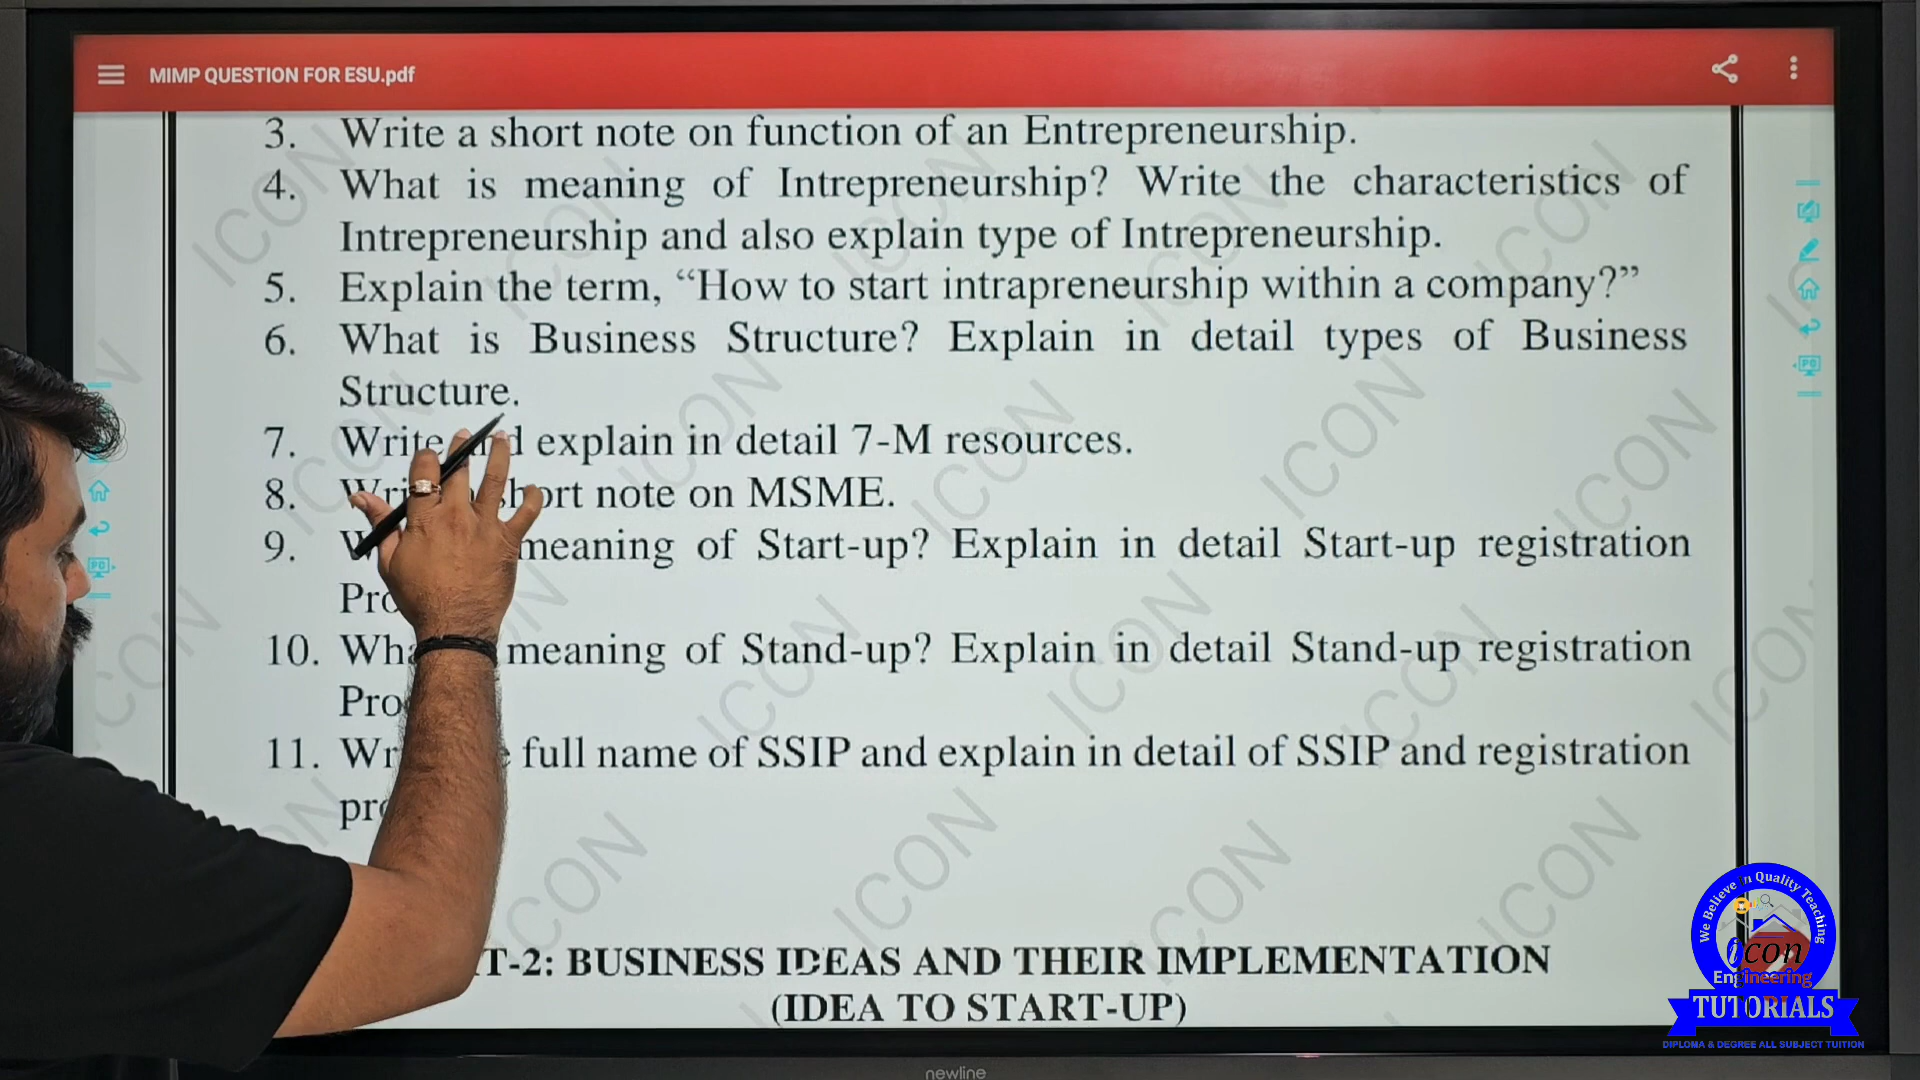 MIMP QUESTION FOR ESU.pdf
3. Write a short note on function of an Entrepreneurship.
4. What is meaning of Intrepreneurship? Write the characteristics of
Intrepreneurship and also explain type of Intrepreneurship.
5. Explain the term, “How to start intrapreneurship within a company?”
6. What is Business Structure? Explain in detail types of Business
Structure.
7. Write and explain in detail 7-M resources.
8. short note on MSME.
9. meaning of Start-up? Explain in detail Start-up registration
10. meaning of Stand-up? Explain in detail Stand-up registration
11. full name of SSIP and explain in detail of SSIP and registration
T-2: BUSINESS IDEAS AND THEIR IMPLEMENTATION
(IDEA TO START-UP)
ICON
We Believe in Quality Teaching
icon
Engineering
TUTORIALS
DIPLOMA & DEGREE ALL SUBJECT TUITION
newline